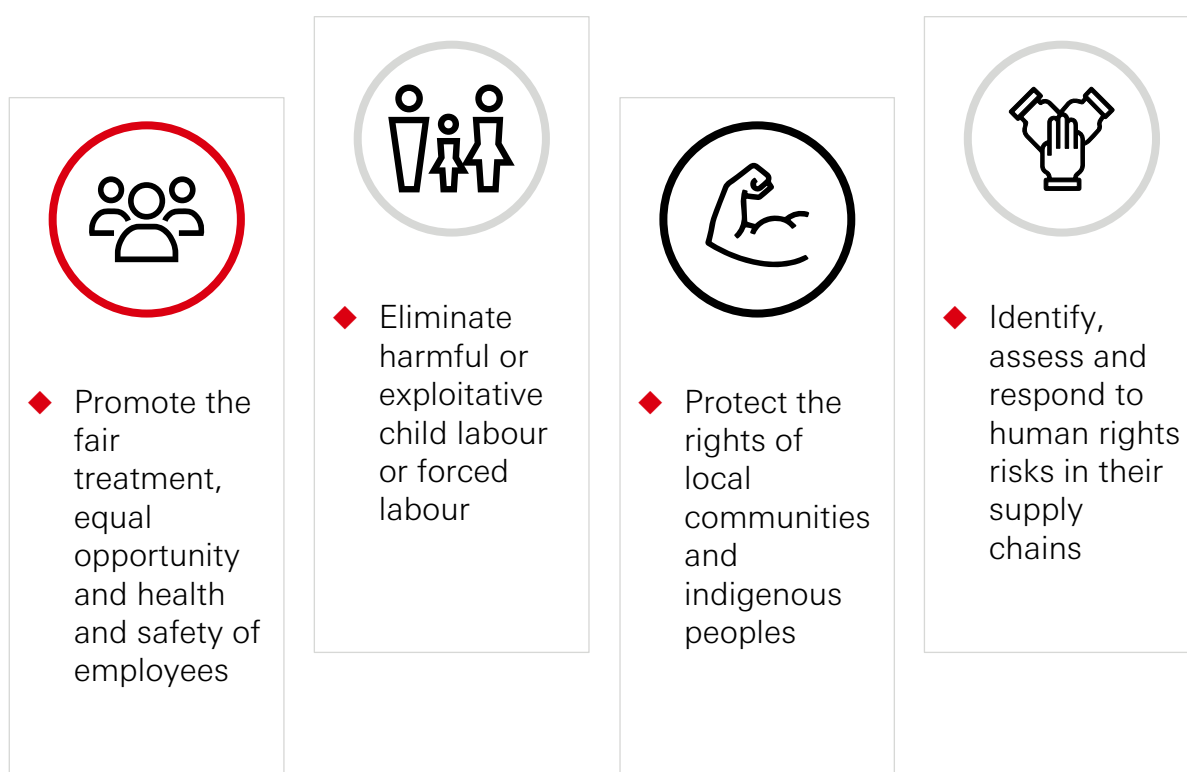 Promote the
fair
treatment,
equal
opportunity
and health
and safety of
employees
Eliminate
harmful or
exploitative
child labour
or forced
labour
Protect the
rights of
local
communities
and
indigenous
peoples
Identify,
assess and
respond to
human rights
risks in their
supply
chains